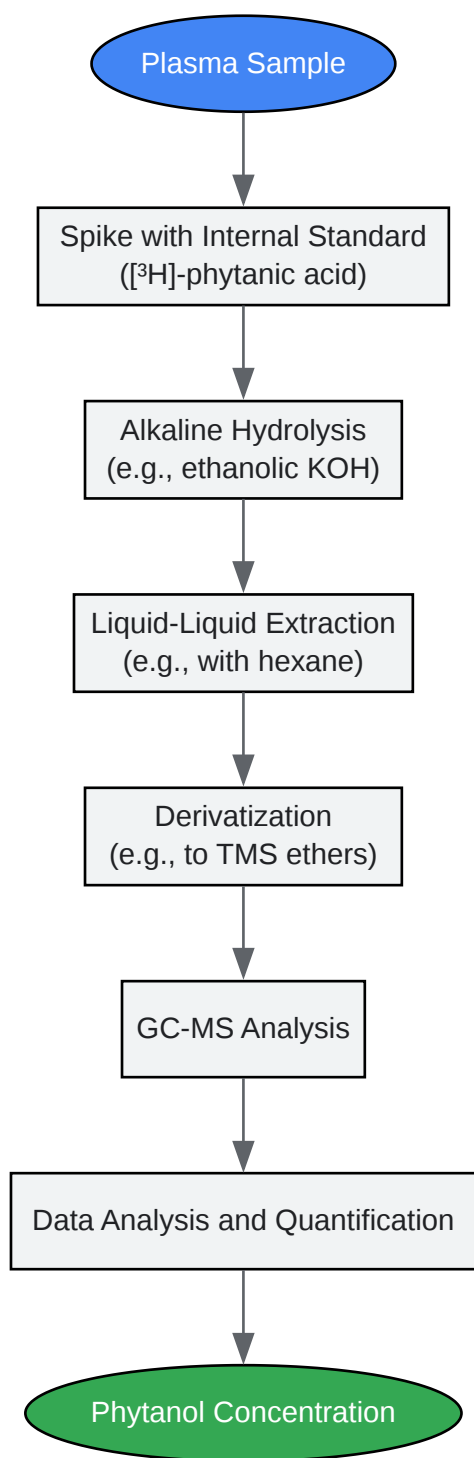 Plasma Sample
Spike with Internal Standard
([³H]-phytanic acid)
Alkaline Hydrolysis
(e.g., ethanolic KOH)
Liquid-Liquid Extraction
(e.g., with hexane)
Derivatization
(e.g., to TMS ethers)
GC-MS Analysis
Data Analysis and Quantification
Phytanol Concentration